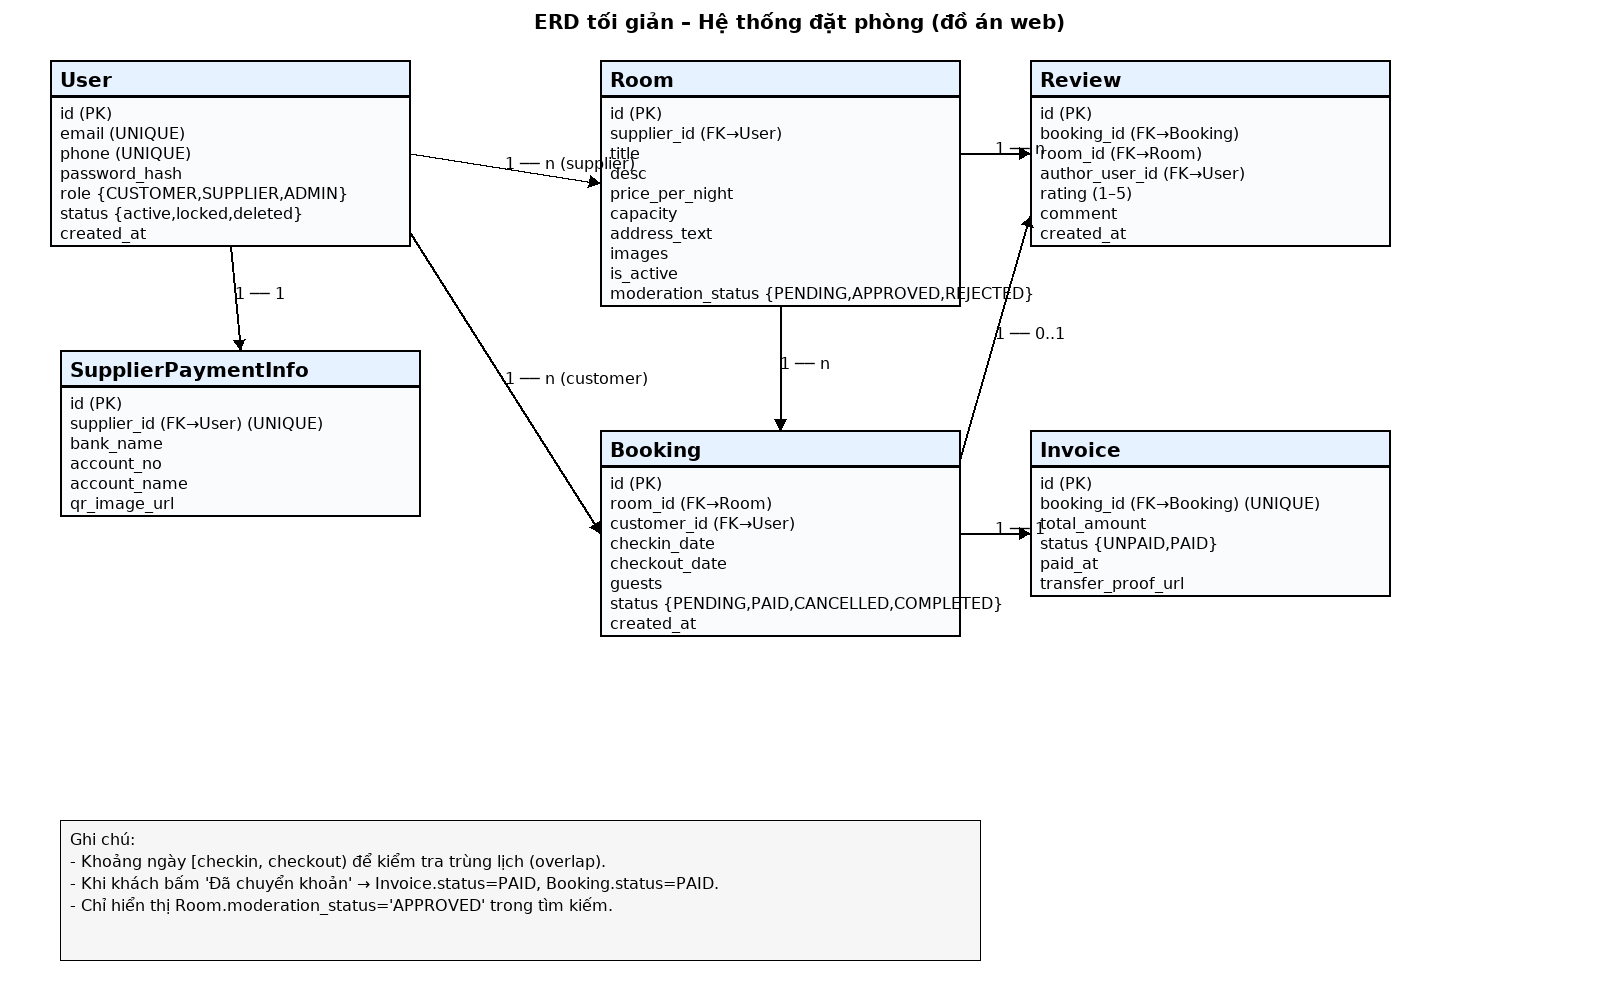 ERD tối giản – Hệ thống đặt phòng (đồ án web)
User
id (PK)
email (UNIQUE)
phone (UNIQUE)
password_hash
role {CUSTOMER,SUPPLIER,ADMIN}
status {active,locked,deleted}
created_at
1 — n (supplier)
Room
id (PK)
supplier_id (FK→User)
title
desc
price_per_night
capacity
address_text
images
is_active
moderation_status {PENDING,APPROVED,REJECTED}
1 — n
Review
id (PK)
booking_id (FK→Booking)
room_id (FK→Room)
author_user_id (FK→User)
rating (1–5)
comment
created_at
1 — 1
1 — n (customer)
1 — n
1 — 0..1
SupplierPaymentInfo
id (PK)
supplier_id (FK→User) (UNIQUE)
bank_name
account_no
account_name
qr_image_url
Booking
id (PK)
room_id (FK→Room)
customer_id (FK→User)
checkin_date
checkout_date
guests
status {PENDING,PAID,CANCELLED,COMPLETED}
created_at
1 — 1
Invoice
id (PK)
booking_id (FK→Booking) (UNIQUE)
total_amount
status {UNPAID,PAID}
paid_at
transfer_proof_url
Ghi chú:
- Khoảng ngày [checkin, checkout) để kiểm tra trùng lịch (overlap).
- Khi khách bấm 'Đã chuyển khoản' → Invoice.status=PAID, Booking.status=PAID.
- Chỉ hiển thị Room.moderation_status='APPROVED' trong tìm kiếm.